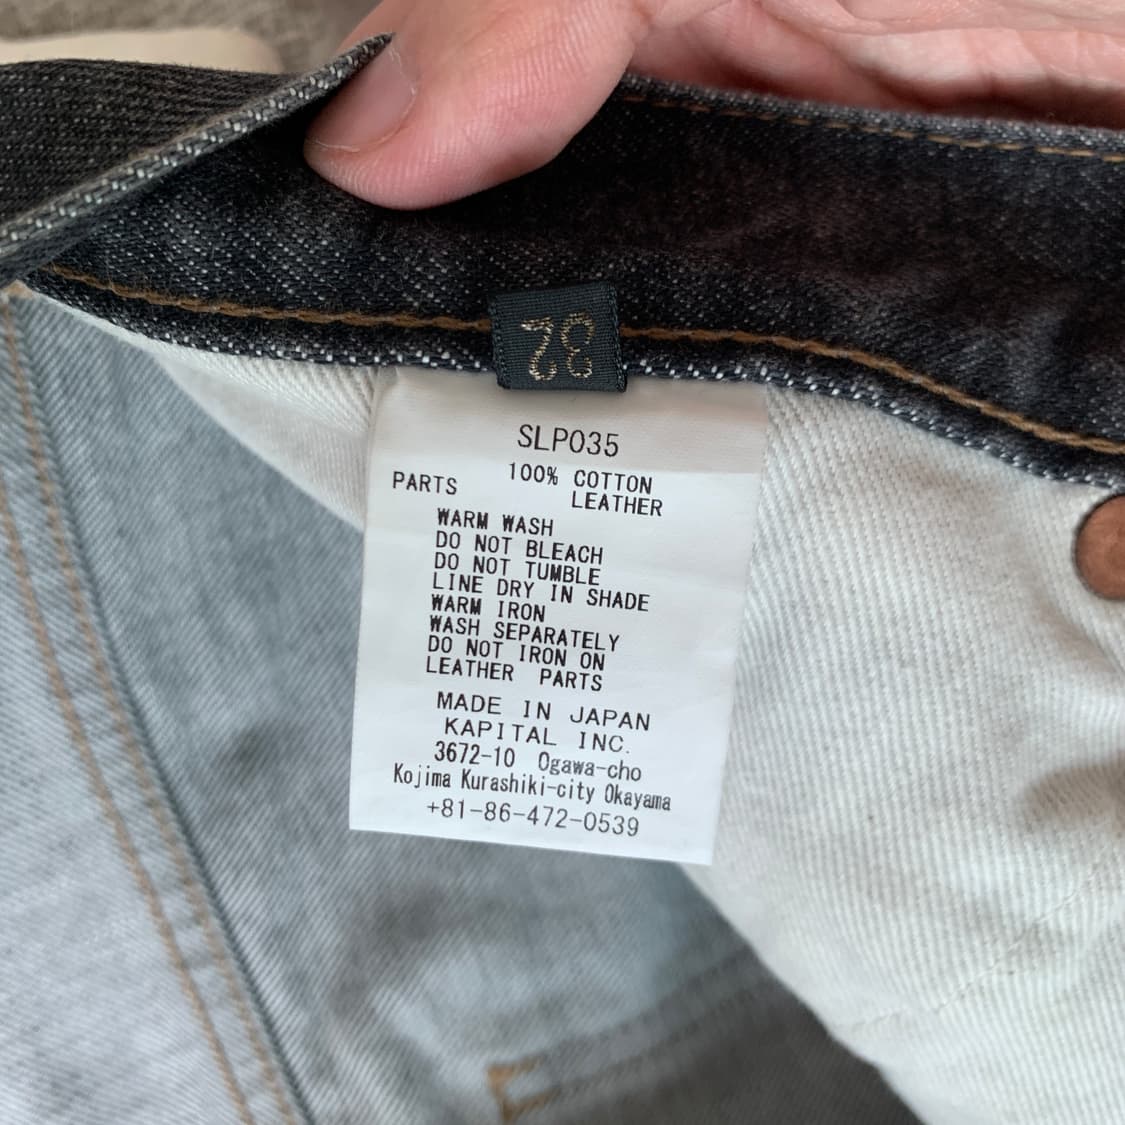 32
SLP035
100% COTTON
PARTS LEATHER
WARM WASH
DO NOT BLEACH
DO NOT TUMBLE
LINE DRY IN SHADE
WARM IRON
WASH SEPARATELY
DO NOT IRON ON
LEATHER PARTS
MADE IN JAPAN
KAPITAL INC.
3672-10 Ogawa-cho
Kojima Kurashiki-city Okayama
+81-86-472-0539